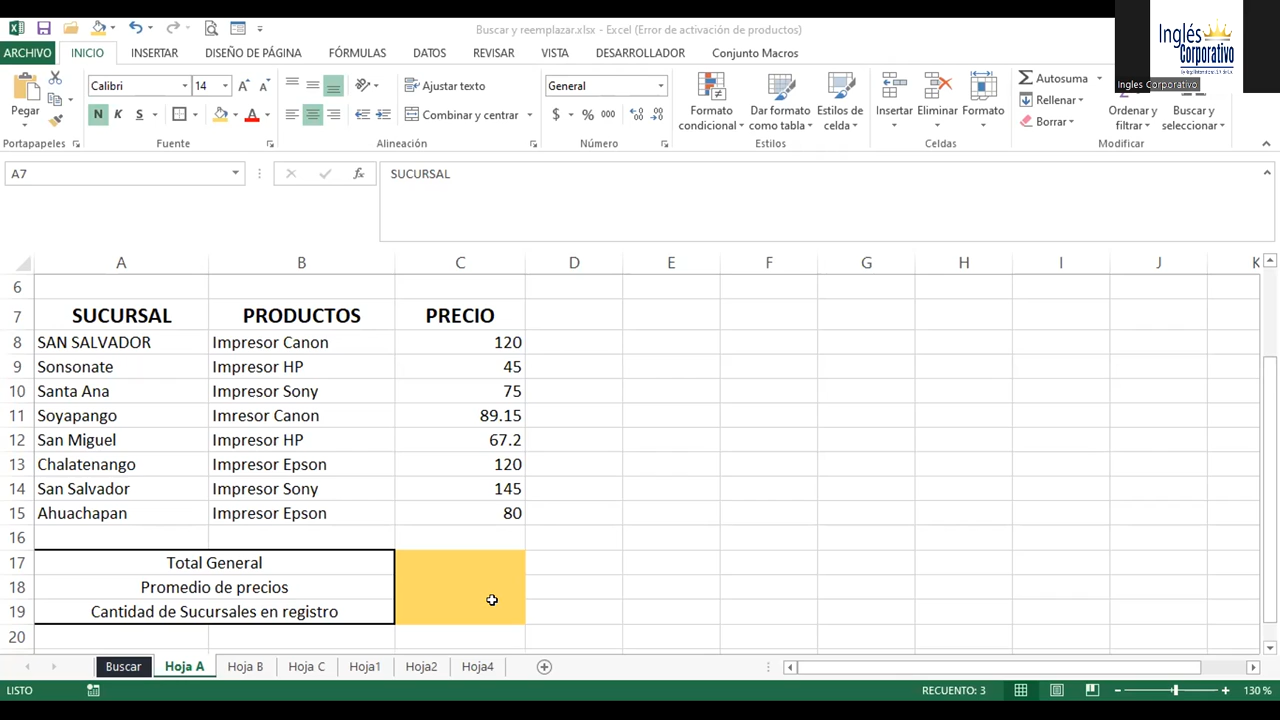 Buscar y reemplazar.xlsx - Excel (Error de activación de productos)
Inglés
Corporativo
Ingles Corporativo
ARCHIVO INICIO INSERTAR DISEÑO DE PÁGINA FÓRMULAS DATOS REVISAR VISTA DESARROLLADOR Conjunto Macros
Pegar
Calibri 14 A A
N K S A
Ajustar texto
Combinar y centrar
General
$ % 000
Formato condicional
Dar formato como tabla
Estilos de celda
Insertar Eliminar Formato
Autosuma
Rellenar
Borrar
Ordenar y filtrar
Buscar y seleccionar
Portapapeles Fuente Alineación Número Estilos Celdas Modificar
A7 fx SUCURSAL
A B C D E F G H I J K
6
7 SUCURSAL PRODUCTOS PRECIO
8 SAN SALVADOR Impresor Canon 120
9 Sonsonate Impresor HP 45
10 Santa Ana Impresor Sony 75
11 Soyapango Imresor Canon 89.15
12 San Miguel Impresor HP 67.2
13 Chalatenango Impresor Epson 120
14 San Salvador Impresor Sony 145
15 Ahuachapan Impresor Epson 80
16
17 Total General
18 Promedio de precios
19 Cantidad de Sucursales en registro
20
Buscar Hoja A Hoja B Hoja C Hoja1 Hoja2 Hoja4
LISTO RECUENTO: 3 130 %